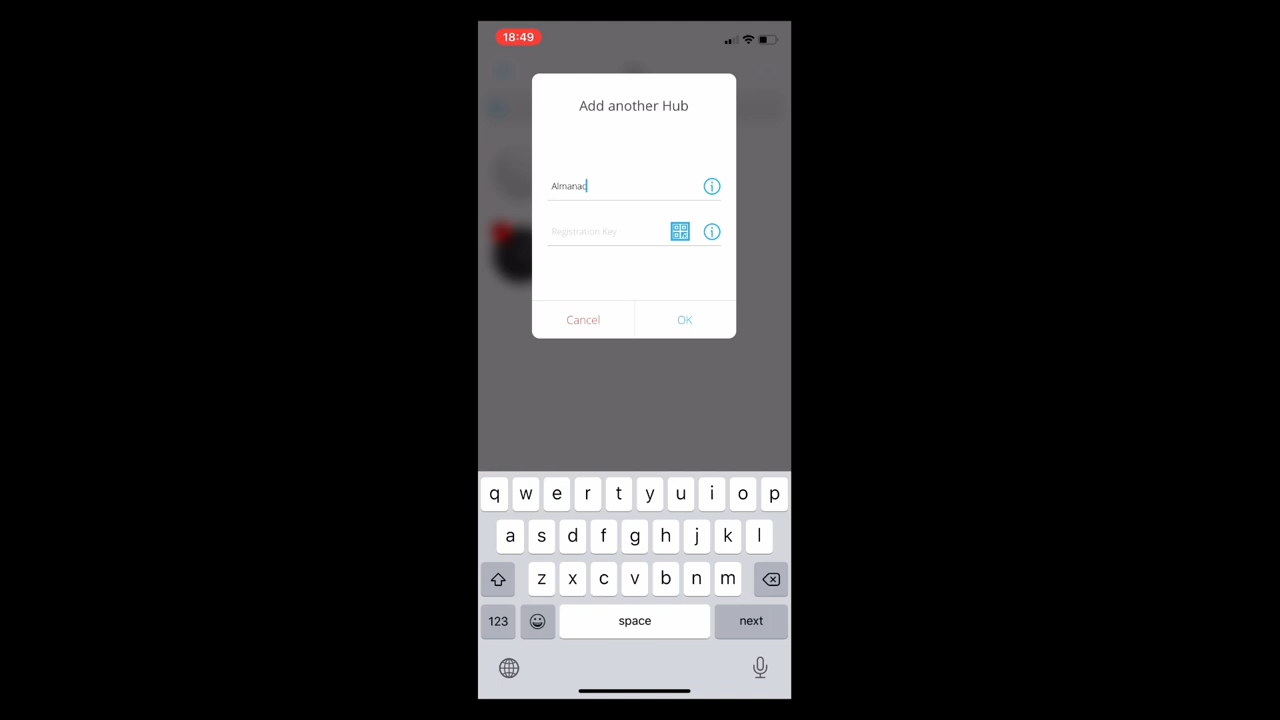 18:49
Add another Hub
Almanac
Registration Key
Cancel
OK
q w e r t y u i o p
a s d f g h j k l
z x c v b n m
123 space next